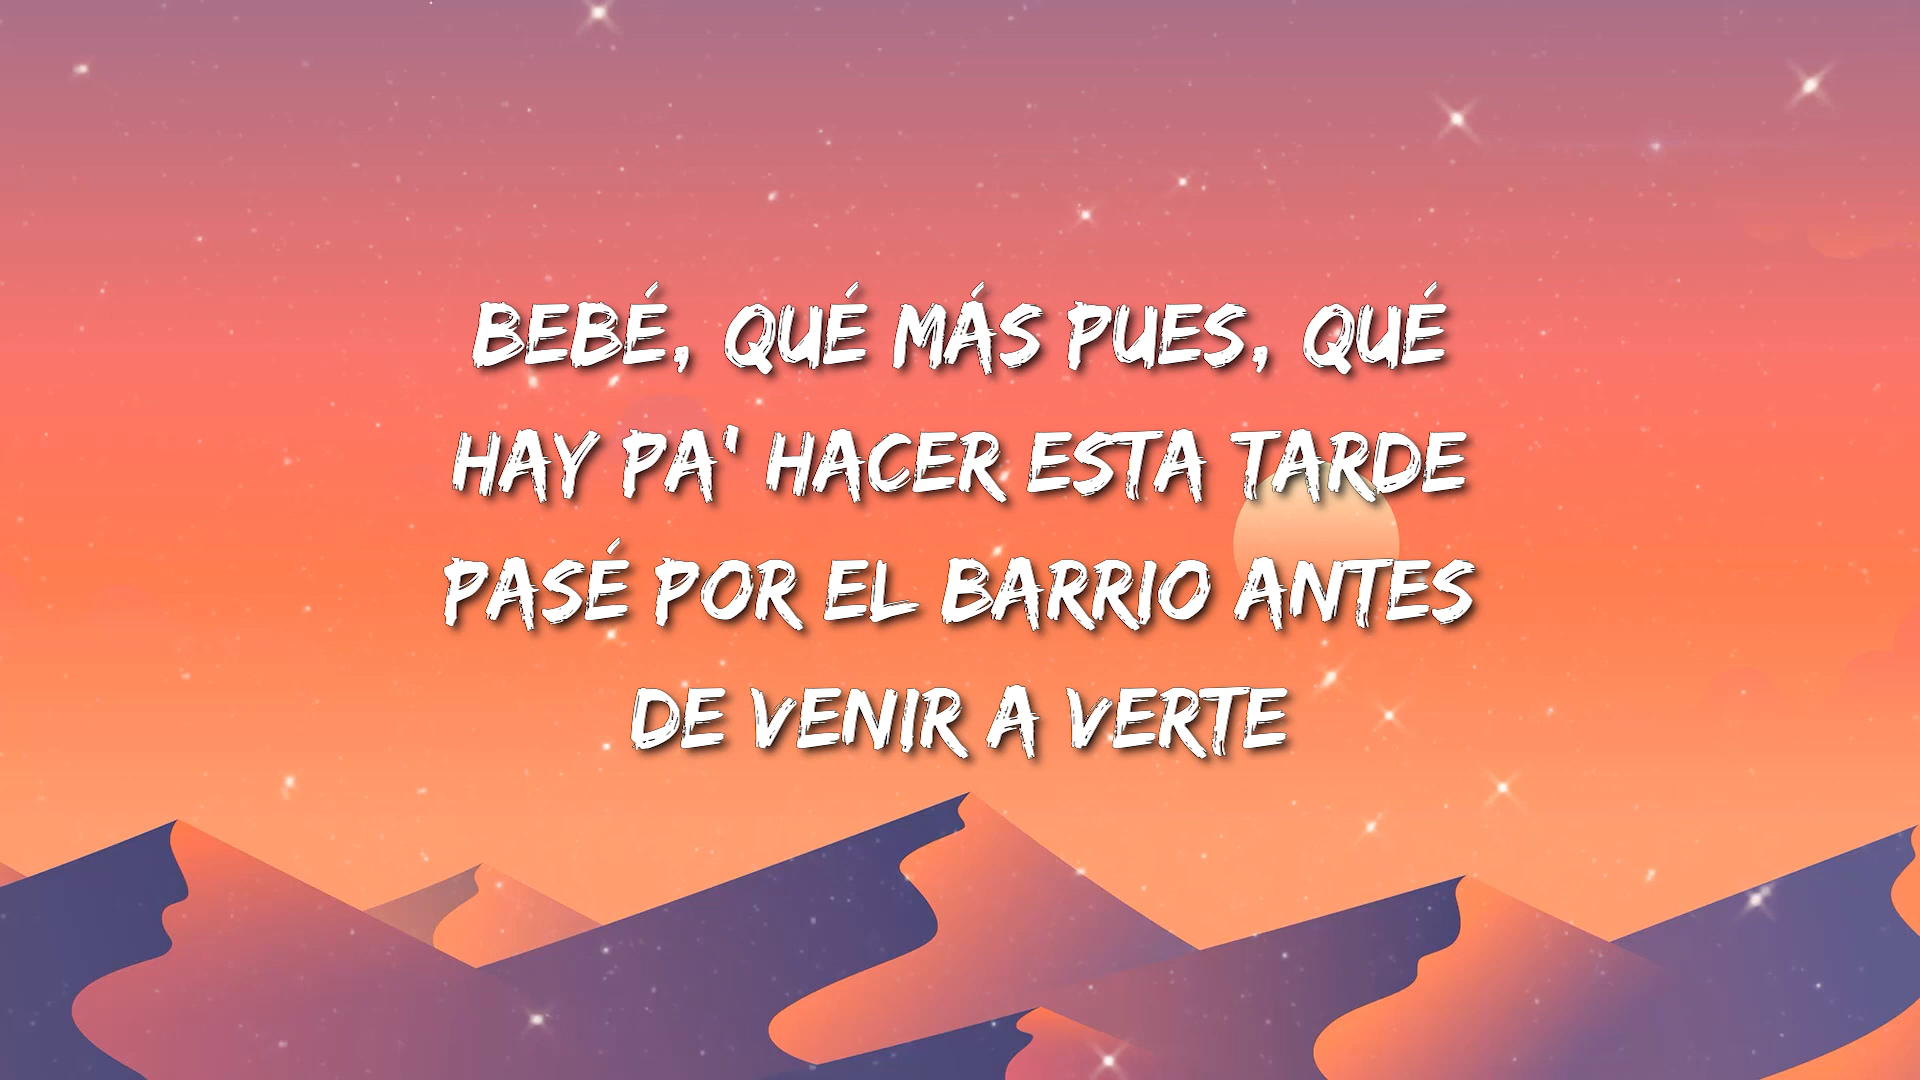 BEBÉ, QUÉ MÁS PUES, QUÉ
HAY PA' HACER ESTA TARDE
PASÉ POR EL BARRIO ANTES
DE VENIR A VERTE